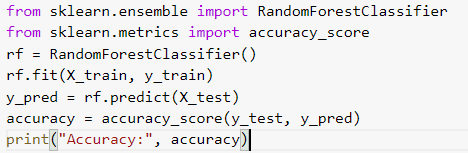 from sklearn.ensemble import RandomForestClassifier
from sklearn.metrics import accuracy_score
rf = RandomForestClassifier()
rf.fit(X_train, y_train)
y_pred = rf.predict(X_test)
accuracy = accuracy_score(y_test, y_pred)
print("Accuracy:", accuracy)